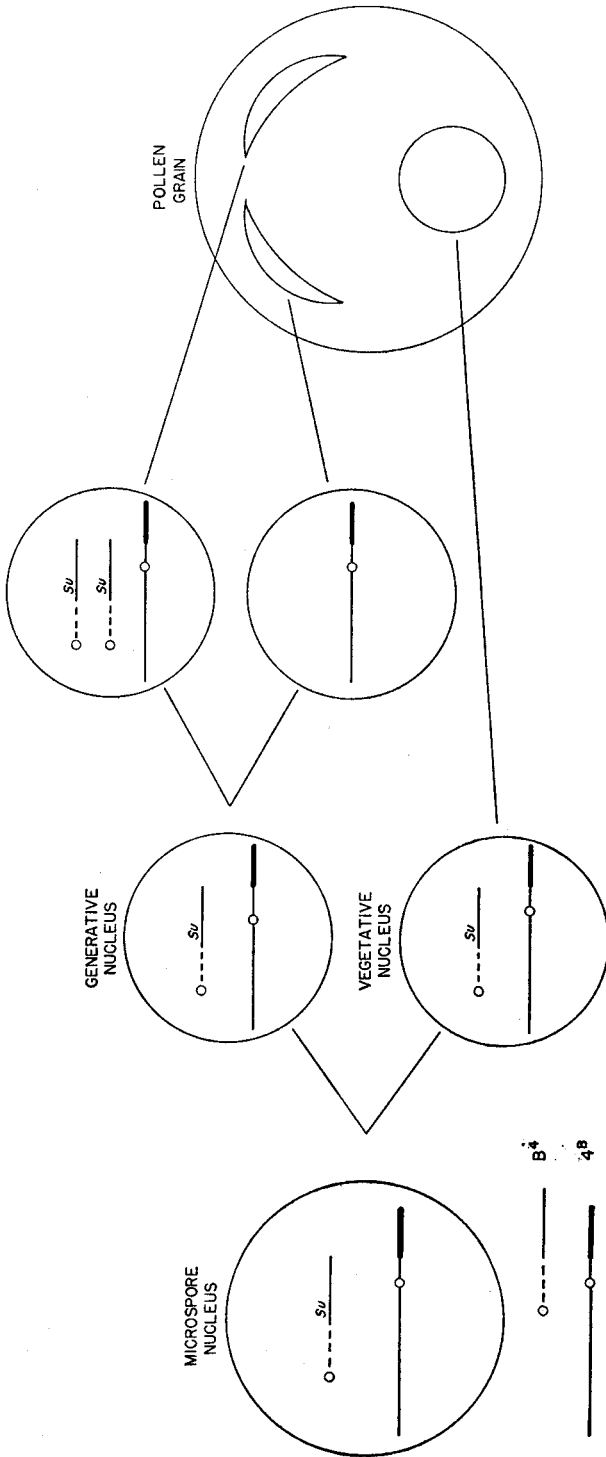 MICROSPORE
NUCLEUS
Su
B⁴
4ᴮ
GENERATIVE
NUCLEUS
Su
VEGETATIVE
NUCLEUS
Su
Su
Su
POLLEN
GRAIN